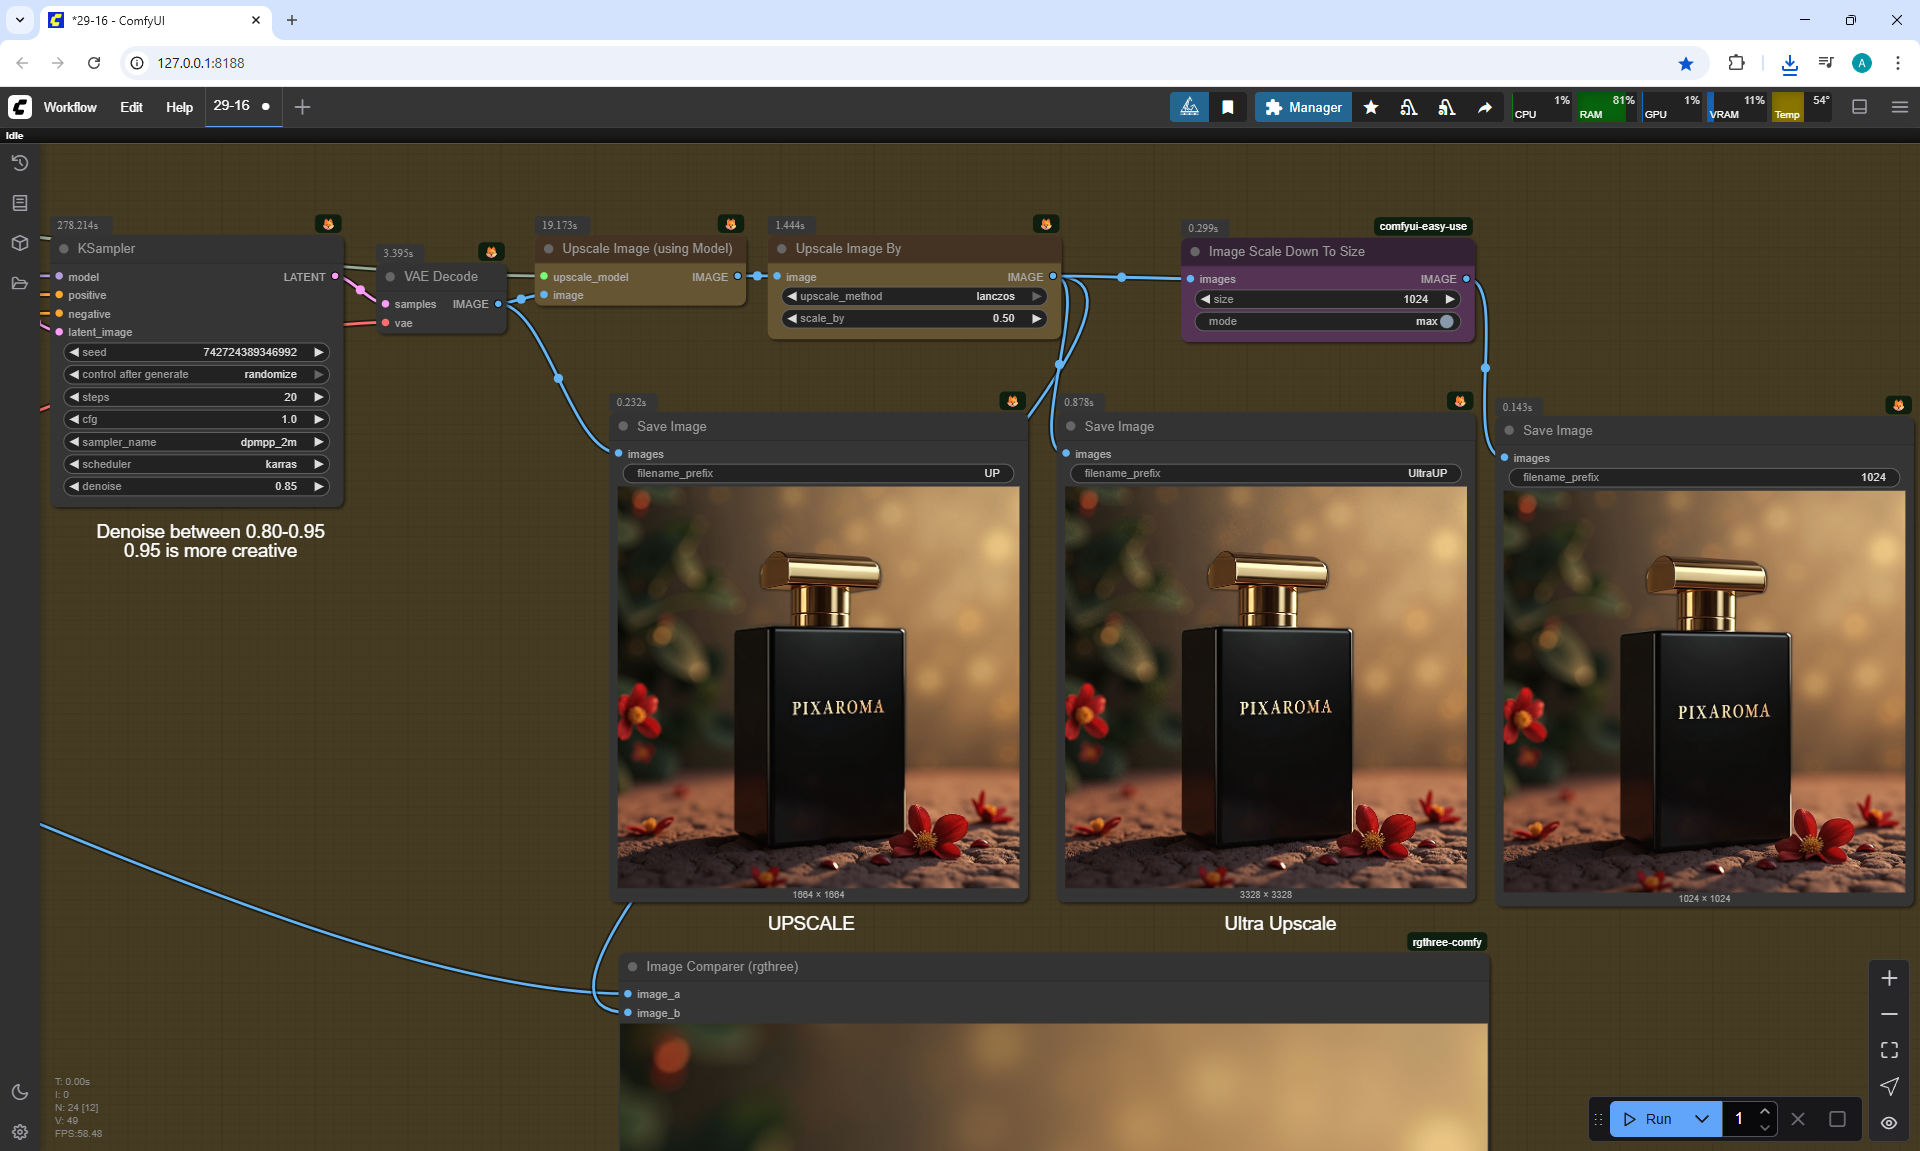 *29-16 - ComfyUI
127.0.0.1:8188
A
Workflow
Edit
Help
29-16
Manager
CPU 1%
RAM 81%
GPU 1%
VRAM 11%
Temp 54°
Idle
278.214s
KSampler
model
LATENT
positive
negative
latent_image
seed 742724389346992
control after generate randomize
steps 20
cfg 1.0
sampler_name dpmpp_2m
scheduler karras
denoise 0.85
Denoise between 0.80-0.95
0.95 is more creative
3.395s
VAE Decode
samples IMAGE
vae
19.173s
Upscale Image (using Model)
upscale_model IMAGE
image
1.444s
Upscale Image By
image IMAGE
upscale_method lanczos
scale_by 0.50
0.299s
comfyui-easy-use
Image Scale Down To Size
images IMAGE
size 1024
mode max
0.232s
Save Image
images
filename_prefix UP
PIXAROMA
1664 × 1664
UPSCALE
0.878s
Save Image
images
filename_prefix UltraUP
PIXAROMA
3328 × 3328
Ultra Upscale
0.143s
Save Image
images
filename_prefix 1024
PIXAROMA
1024 × 1024
rgthree-comfy
Image Comparer (rgthree)
image_a
image_b
T: 0.00s
I: 0
N: 24 [12]
V: 49
FPS:58.48
Run
1